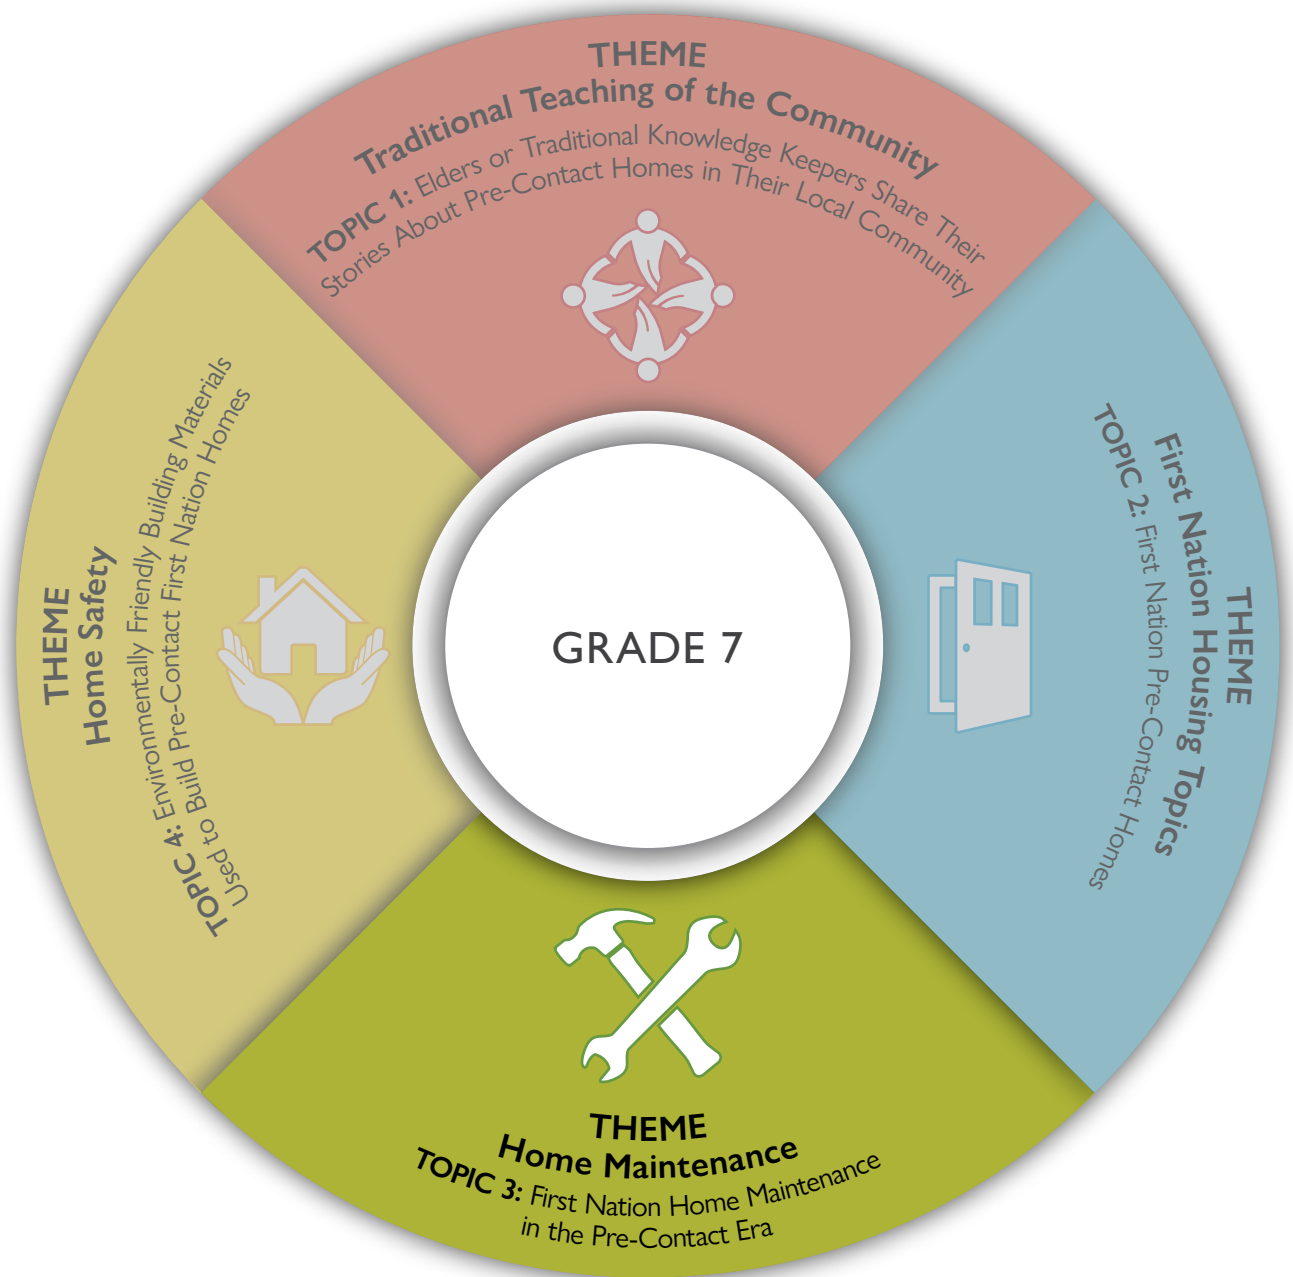 THEME
Traditional Teaching of the Community
TOPIC 1: Elders or Traditional Knowledge Keepers Share Their
Stories About Pre-Contact Homes in Their Local Community
THEME
First Nation Housing Topics
TOPIC 2: First Nation Pre-Contact Homes
GRADE 7
THEME
Home Maintenance
TOPIC 3: First Nation Home Maintenance
in the Pre-Contact Era
THEME
Home Safety
TOPIC 4: Environmentally Friendly Building Materials
Used to Build Pre-Contact First Nation Homes